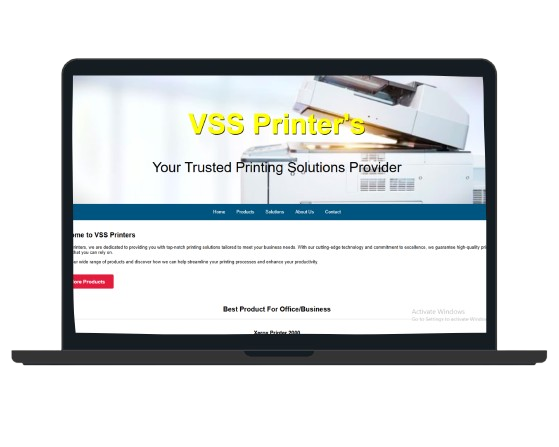 VSS Printer's
Your Trusted Printing Solutions Provider
Home Products Solutions About Us Contact
ome to VSS Printers
rinters, we are dedicated to providing you with top-notch printing solutions tailored to meet your business needs. With our cutting-edge technology and commitment to excellence, we guarantee high-quality pri
that you can rely on.
our wide range of products and discover how we can help streamline your printing processes and enhance your productivity.
ore Products
Best Product For Office/Business
Activate Windows
Go to Settings to activate Windows
Xerox Printer 2000